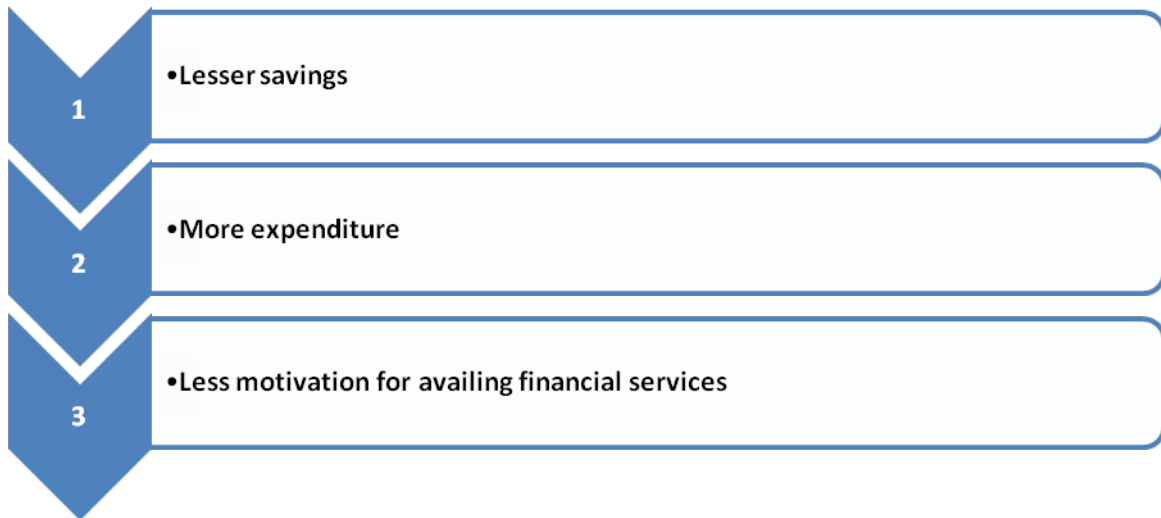 1
•Lesser savings
2
•More expenditure
3
•Less motivation for availing financial services